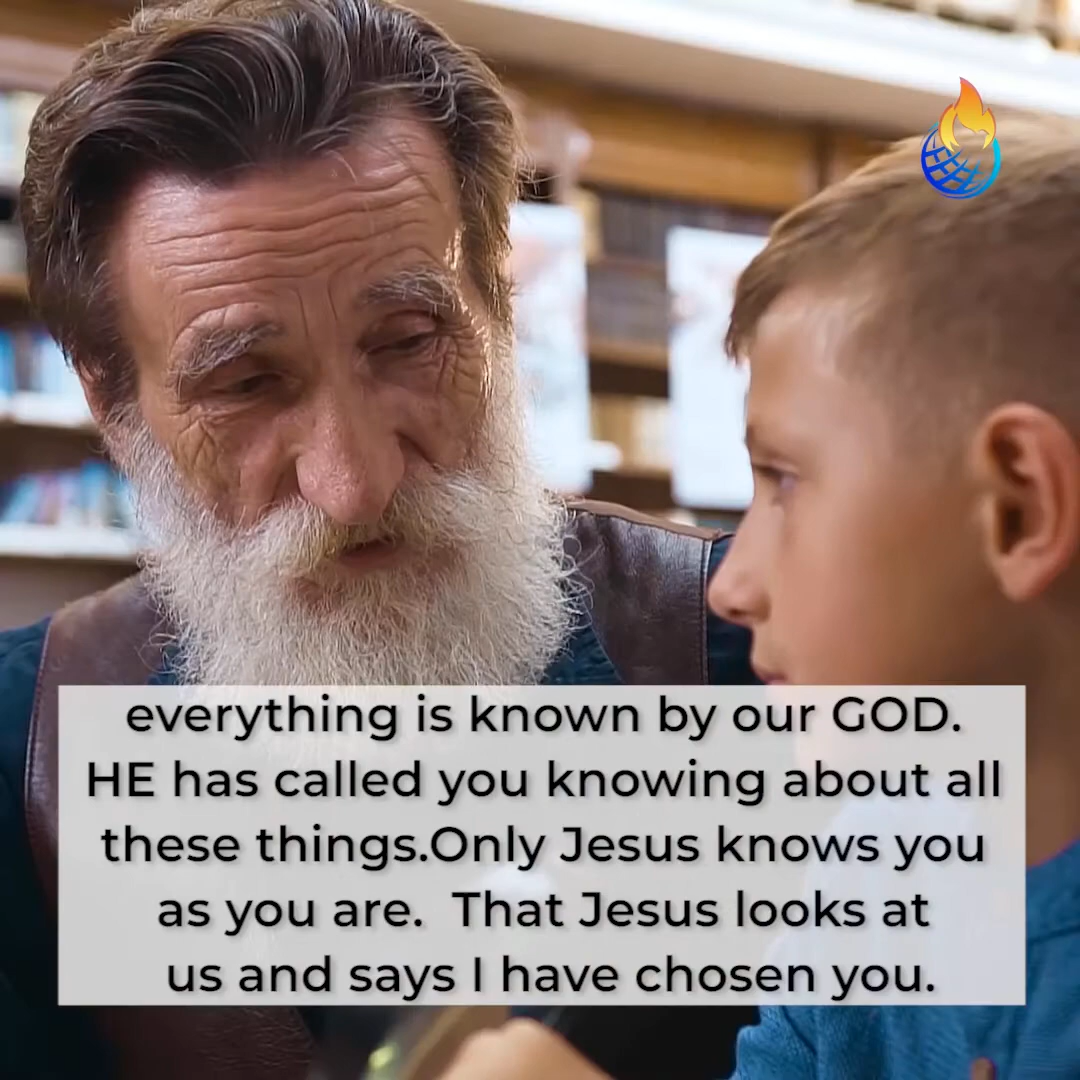 everything is known by our GOD.
HE has called you knowing about all
these things.Only Jesus knows you
as you are.  That Jesus looks at
us and says I have chosen you.